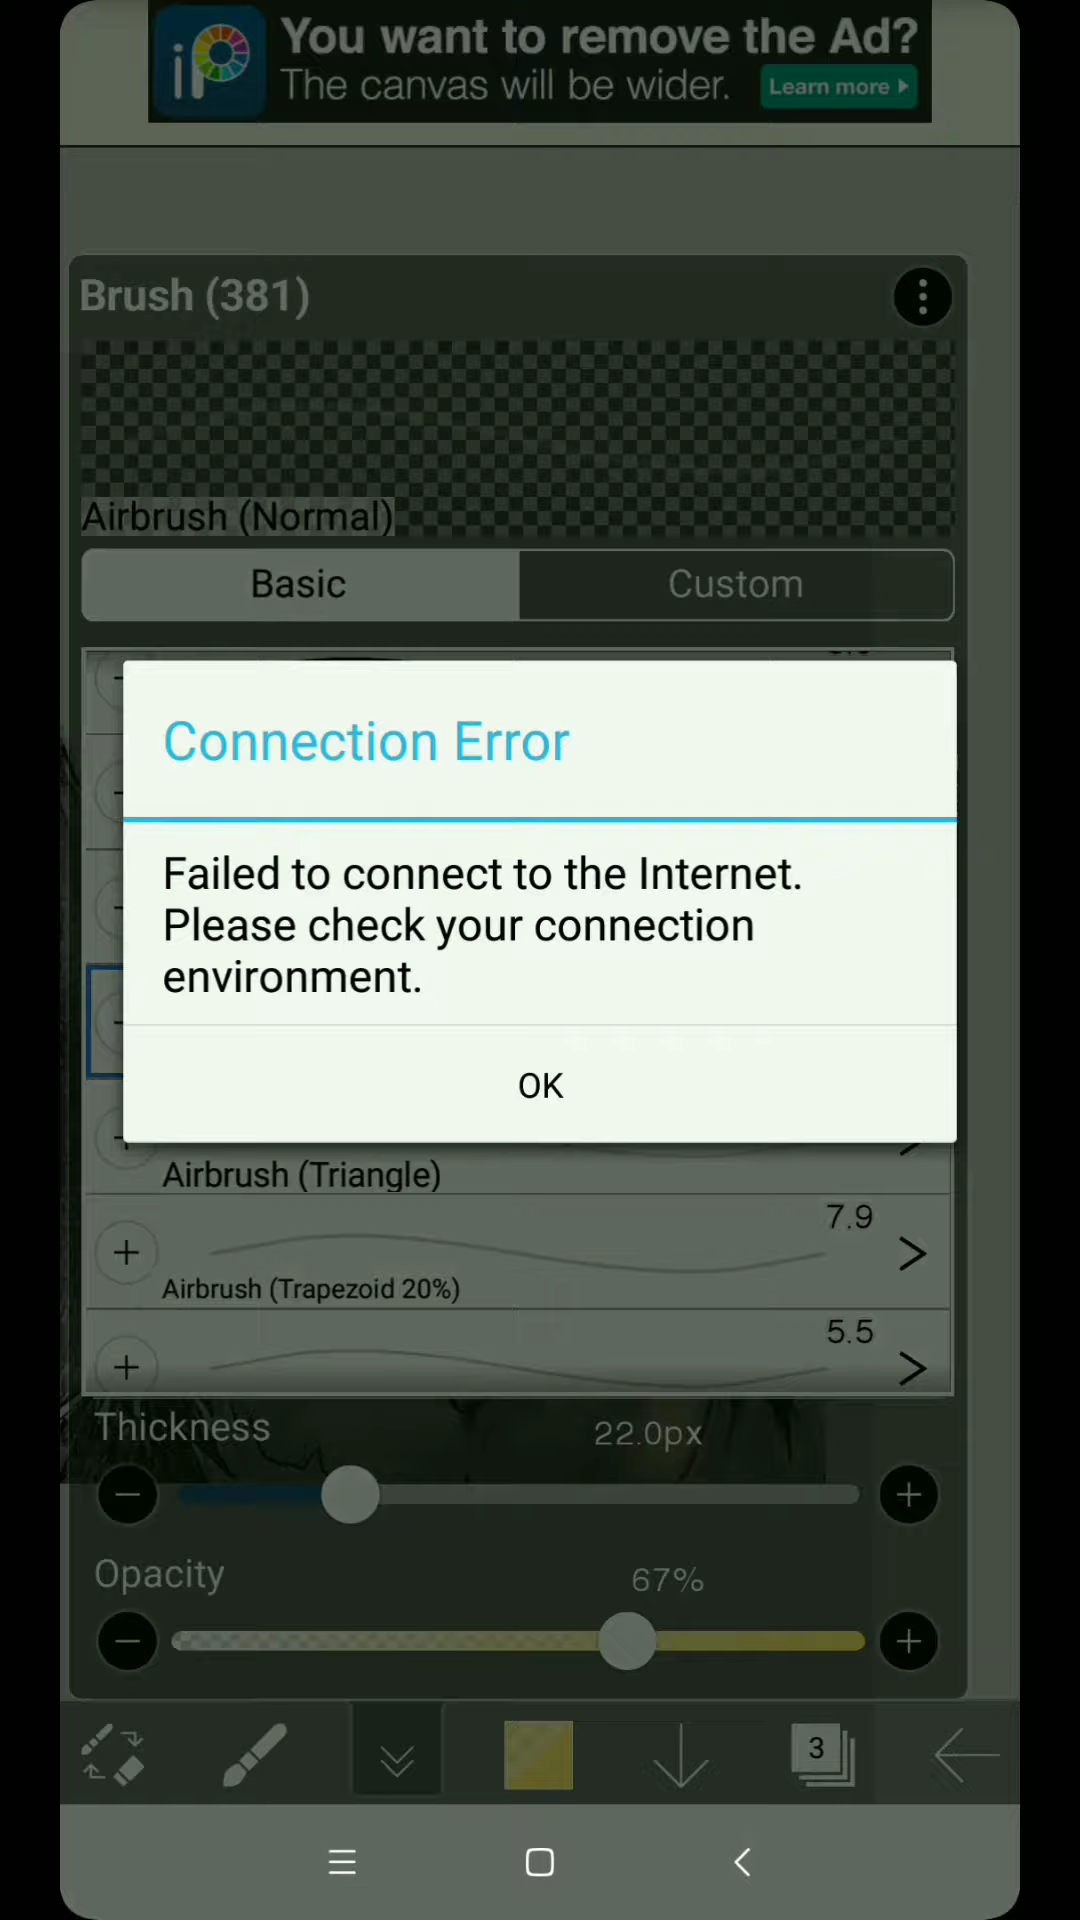 iP
You want to remove the Ad?
The canvas will be wider.
Learn more
Brush (381)
Airbrush (Normal)
Basic
Custom
Connection Error
Failed to connect to the Internet.
Please check your connection
environment.
OK
Airbrush (Triangle)
7.9
Airbrush (Trapezoid 20%)
5.5
Thickness
22.0px
Opacity
67%
3